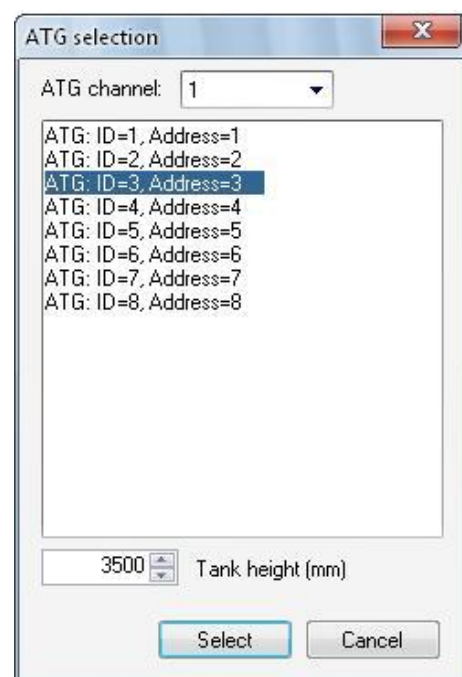 ATG selection
ATG channel: 1
ATG: ID=1, Address=1
ATG: ID=2, Address=2
ATG: ID=3, Address=3
ATG: ID=4, Address=4
ATG: ID=5, Address=5
ATG: ID=6, Address=6
ATG: ID=7, Address=7
ATG: ID=8, Address=8
3500 Tank height (mm)
Select Cancel